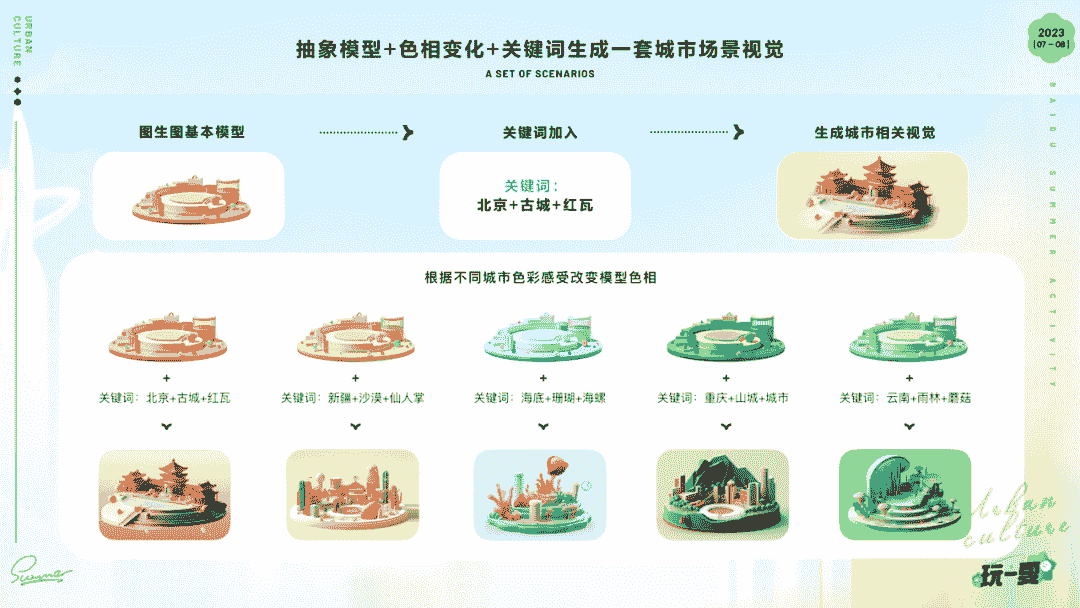 URBAN
CULTURE
抽象模型+色相变化+关键词生成一套城市场景视觉
A SET OF SCENARIOS
2023
[07-08]
BAIDU SUMMER ACTIVITY
图生图基本模型
关键词加入
生成城市相关视觉
关键词：
北京+古城+红瓦
根据不同城市色彩感受改变模型色相
+
+
+
+
+
关键词：北京+古城+红瓦
关键词：新疆+沙漠+仙人掌
关键词：海底+珊瑚+海螺
关键词：重庆+山城+城市
关键词：云南+雨林+蘑菇
Urban
culture
Summer
玩一夏